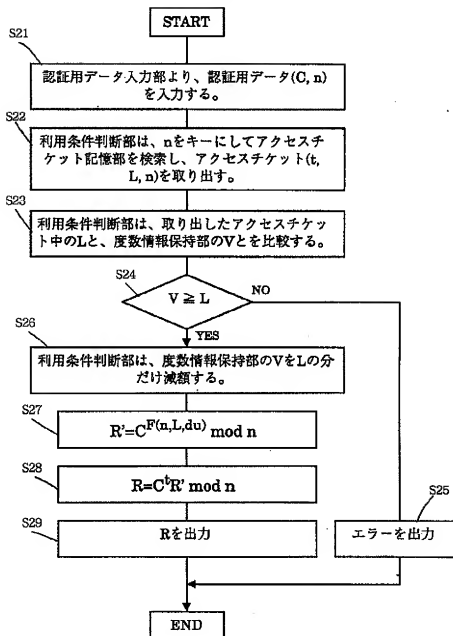 START
S21
認証用データ入力部より、認証用データ(C, n)
を入力する。
S22
利用条件判断部は、nをキーにしてアクセスチ
ケット記憶部を検索し、アクセスチケット(t,
L, n)を取り出す。
S23
利用条件判断部は、取り出したアクセスチケッ
ト中のLと、度数情報保持部のVとを比較する。
S24
V ≧ L
NO
YES
S26
利用条件判断部は、度数情報保持部のVをLの分
だけ減額する。
S27
R'=C^F(n,L,du) mod n
S28
R=C^tR' mod n
S25
S29
Rを出力
エラーを出力
END